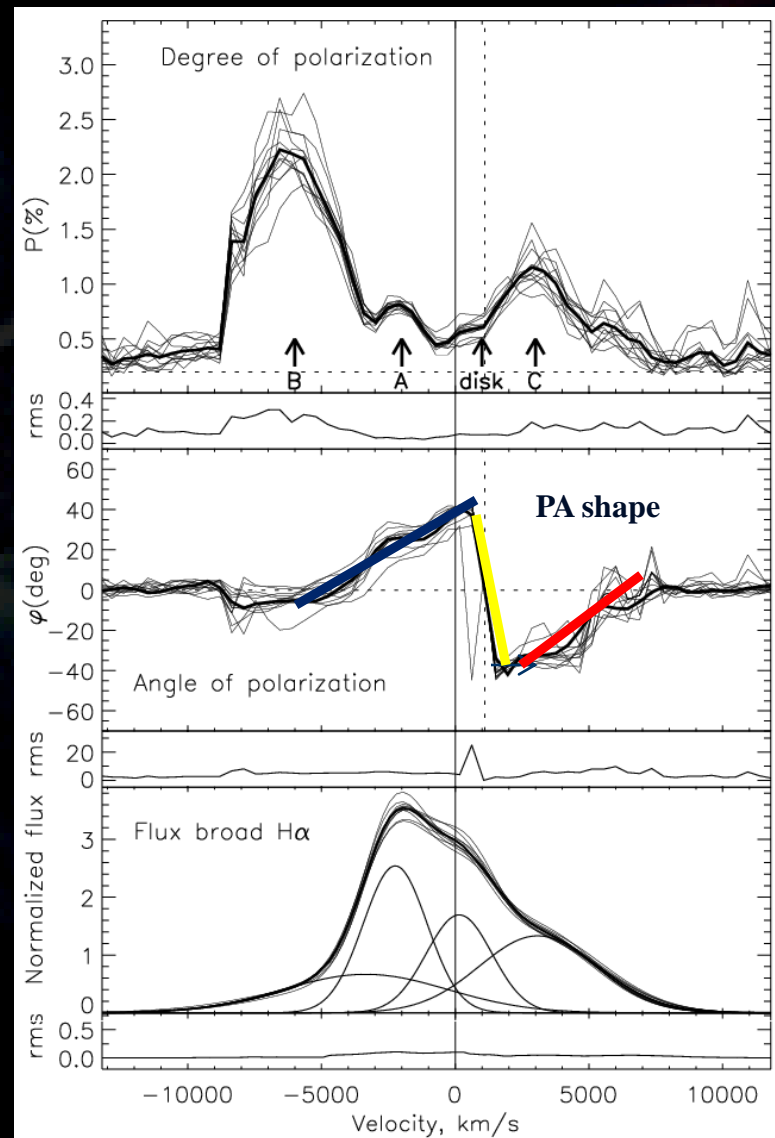 Degree of polarization
3.0
2.5
2.0
1.5
1.0
0.5
P(%)
B
A
disk
C
0.4
0.2
0.0
rms
60
40
20
0
-20
-40
-60
φ(deg)
PA shape
Angle of polarization
20
0
rms
3
2
1
0
Normalized flux
Flux broad Hα
0.5
0.0
rms
-10000
-5000
0
5000
10000
Velocity, km/s